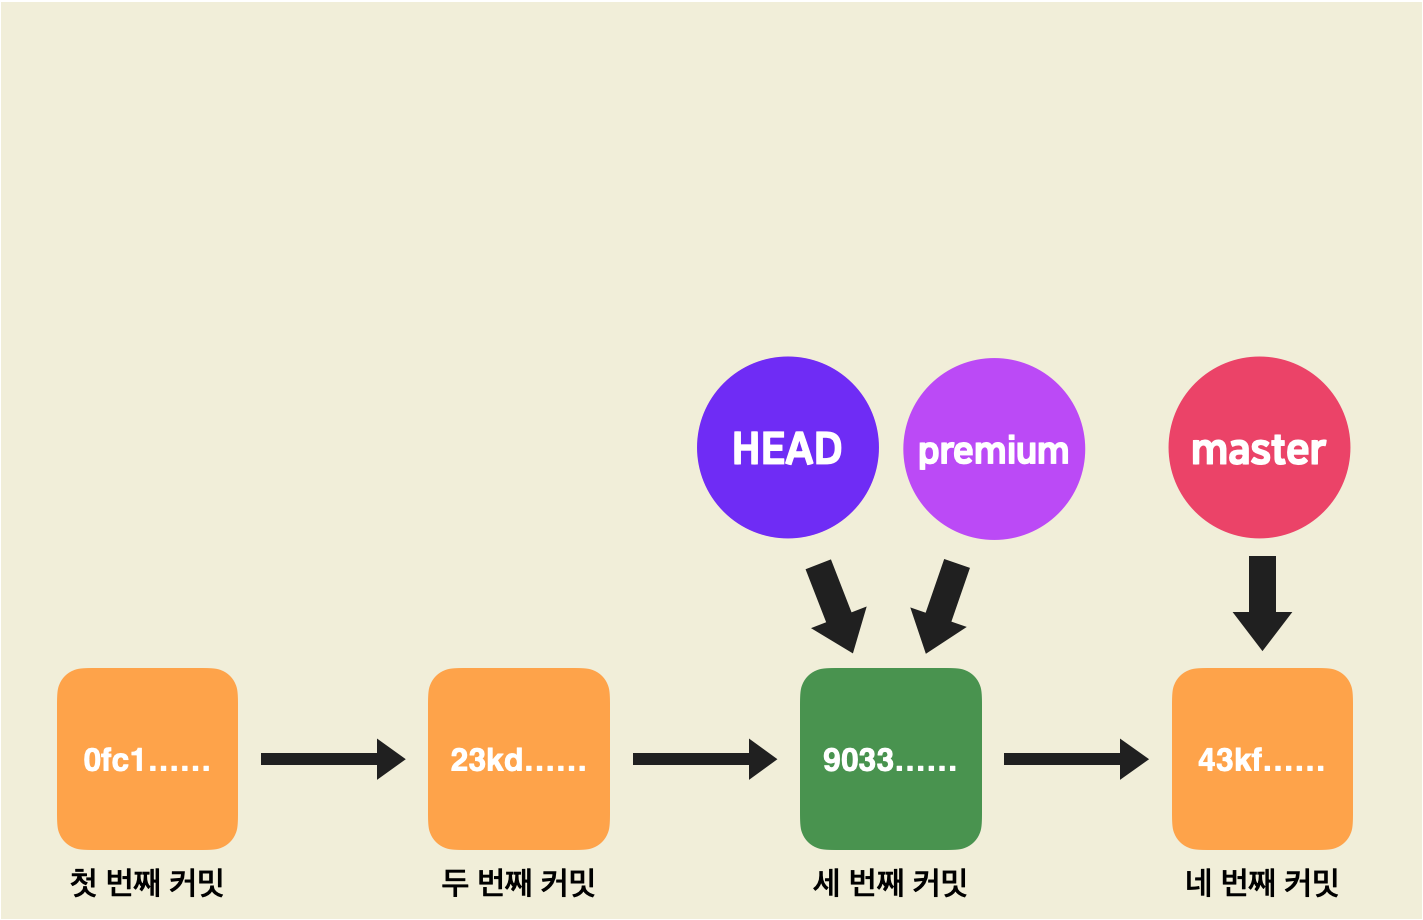 HEAD
premium
master
0fc1......
23kd......
9033......
43kf......
첫 번째 커밋
두 번째 커밋
세 번째 커밋
네 번째 커밋